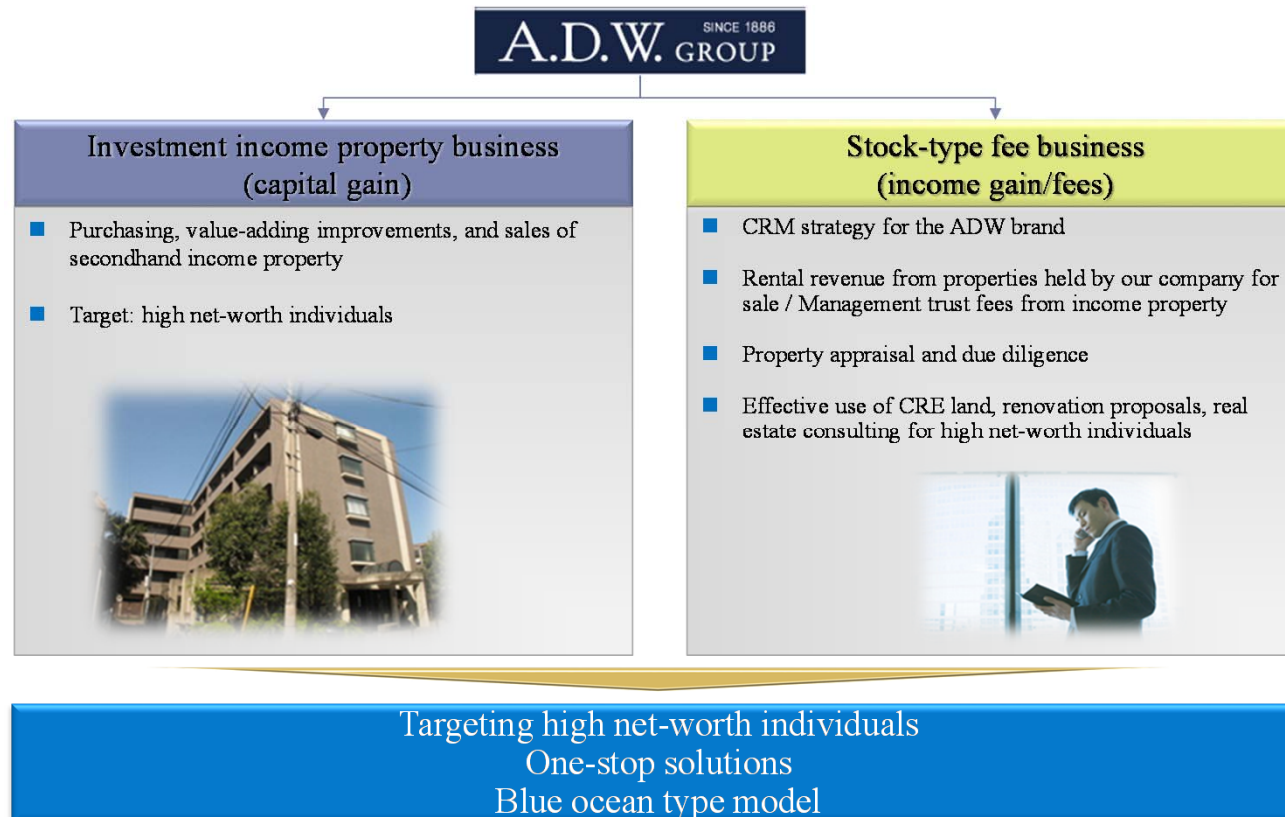 A.D.W. GROUP
SINCE 1886
Investment income property business
(capital gain)
Purchasing, value-adding improvements, and sales of
secondhand income property
Target: high net-worth individuals
Stock-type fee business
(income gain/fees)
CRM strategy for the ADW brand
Rental revenue from properties held by our company for
sale / Management trust fees from income property
Property appraisal and due diligence
Effective use of CRE land, renovation proposals, real
estate consulting for high net-worth individuals
Targeting high net-worth individuals
One-stop solutions
Blue ocean type model